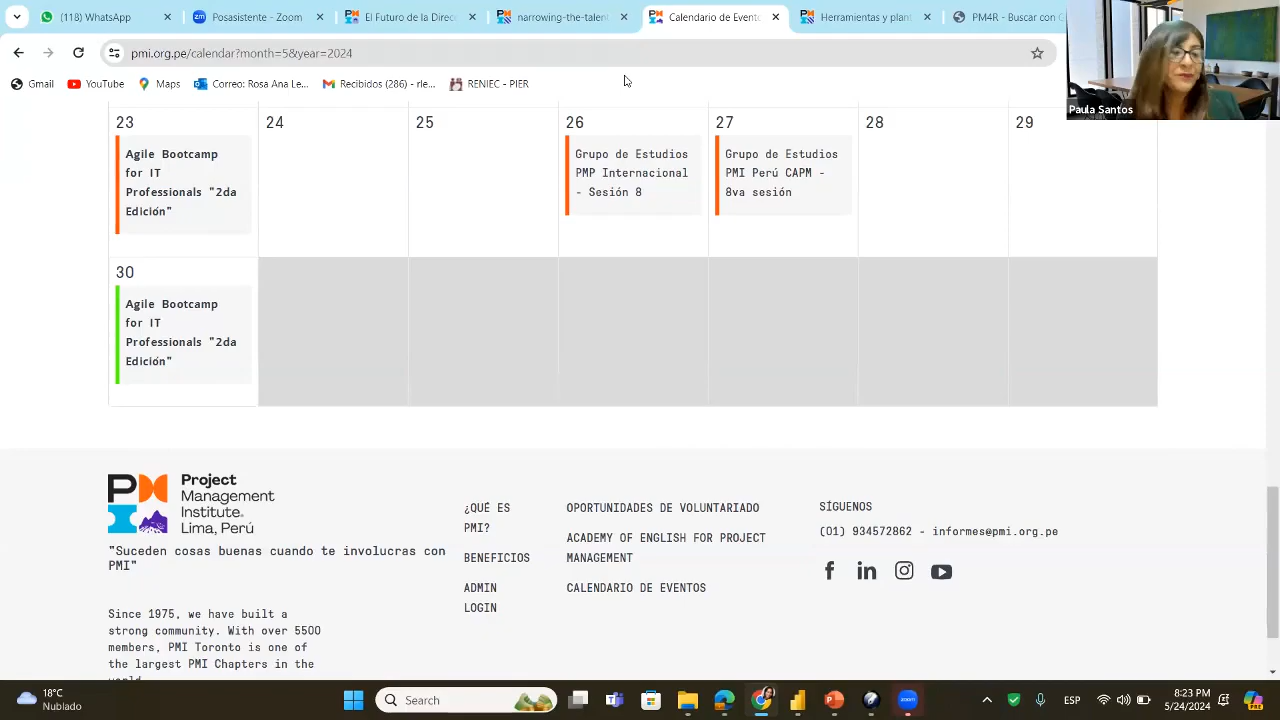 (118) WhatsApp
Posasistente - Zoom
El Futuro de la Direc
narrowing-the-talen
Calendario de Evento
Herramientas y plant
PM4R - Buscar con G
pmi.org.pe/calendar?month=5&year=2024
Gmail
YouTube
Maps
Correo: Rosa Ana Le...
Recibidos (286) - rle...
RENIEC - PIER
Paula Santos
23
24
25
26
27
28
29
Agile Bootcamp
for IT
Professionals "2da
Edición"
Grupo de Estudios
PMP Internacional
- Sesión 8
Grupo de Estudios
PMI Perú CAPM -
8va sesión
30
Agile Bootcamp
for IT
Professionals "2da
Edición"
Project
Management
Institute.
Lima, Perú
"Suceden cosas buenas cuando te involucras con
PMI"
Since 1975, we have built a
strong community. With over 5500
members, PMI Toronto is one of
the largest PMI Chapters in the
world.
¿QUÉ ES
PMI?
BENEFICIOS
ADMIN
LOGIN
OPORTUNIDADES DE VOLUNTARIADO
ACADEMY OF ENGLISH FOR PROJECT
MANAGEMENT
CALENDARIO DE EVENTOS
SÍGUENOS
(01) 934572862 - informes@pmi.org.pe
18°C
Nublado
Search
ESP
8:23 PM
5/24/2024